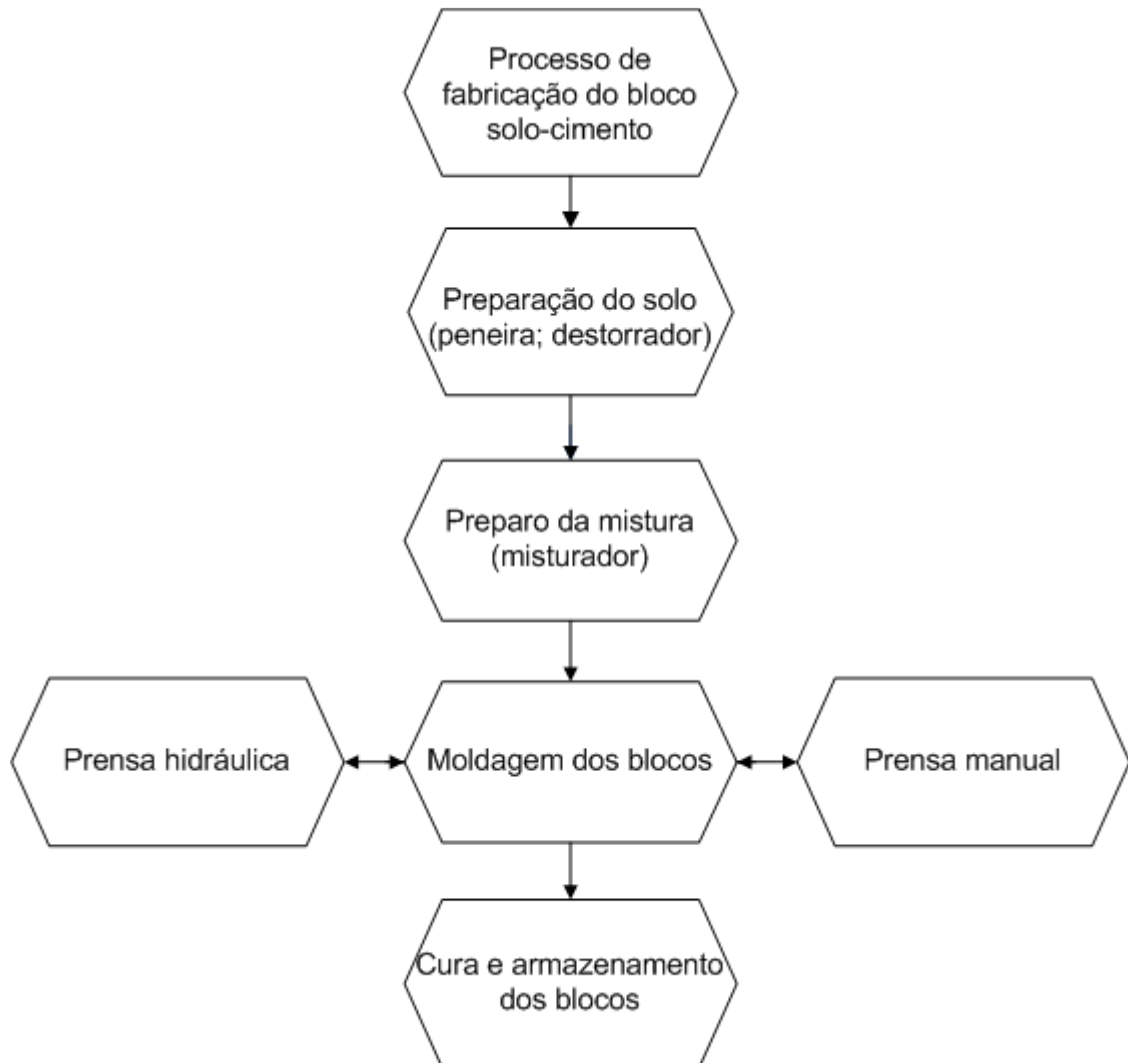 Processo de
fabricação do bloco
solo-cimento
Preparação do solo
(peneira; destorrador)
Preparo da mistura
(misturador)
Prensa hidráulica
Moldagem dos blocos
Prensa manual
Cura e armazenamento
dos blocos